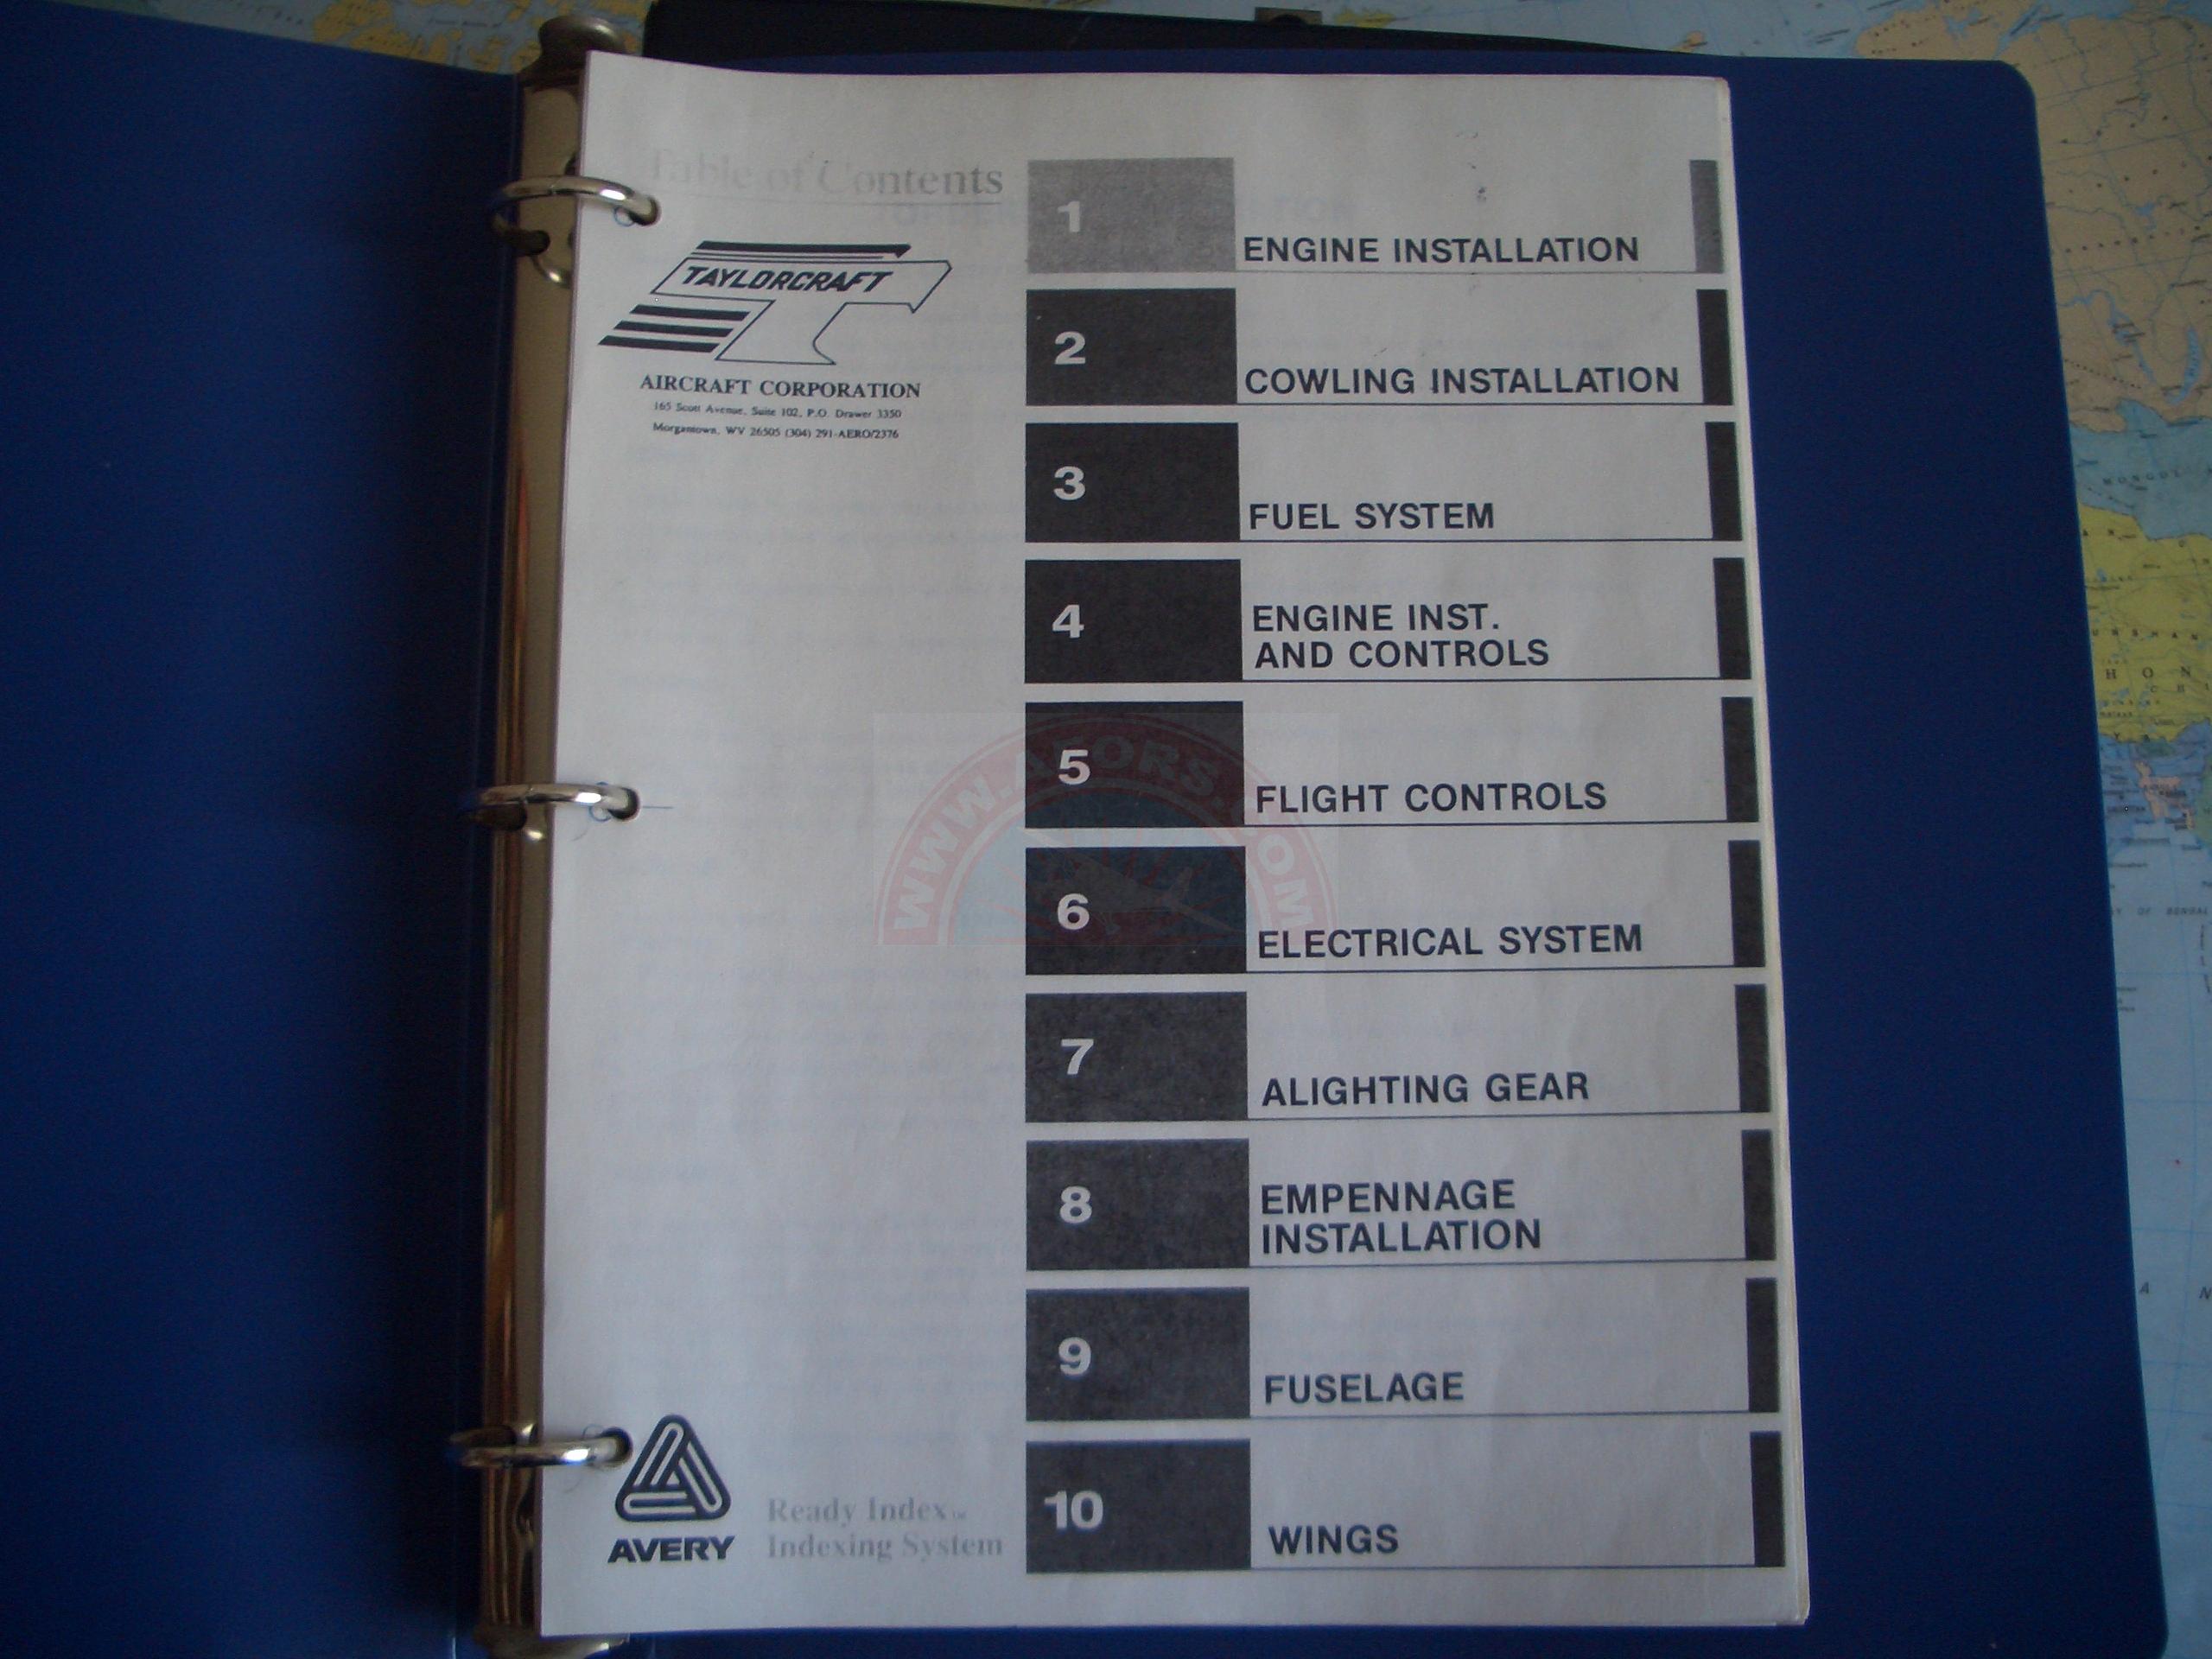 Table of Contents
TAYLORCRAFT
AIRCRAFT CORPORATION
165 Scott Avenue, Suite 102, P.O. Drawer 3350
Morgantown, WV 26505 (304) 291-AERO/2376
1
ENGINE INSTALLATION
2
COWLING INSTALLATION
3
FUEL SYSTEM
4
ENGINE INST.
AND CONTROLS
5
FLIGHT CONTROLS
6
ELECTRICAL SYSTEM
7
ALIGHTING GEAR
8
EMPENNAGE
INSTALLATION
9
FUSELAGE
10
WINGS
AVERY
Ready Index
Indexing System